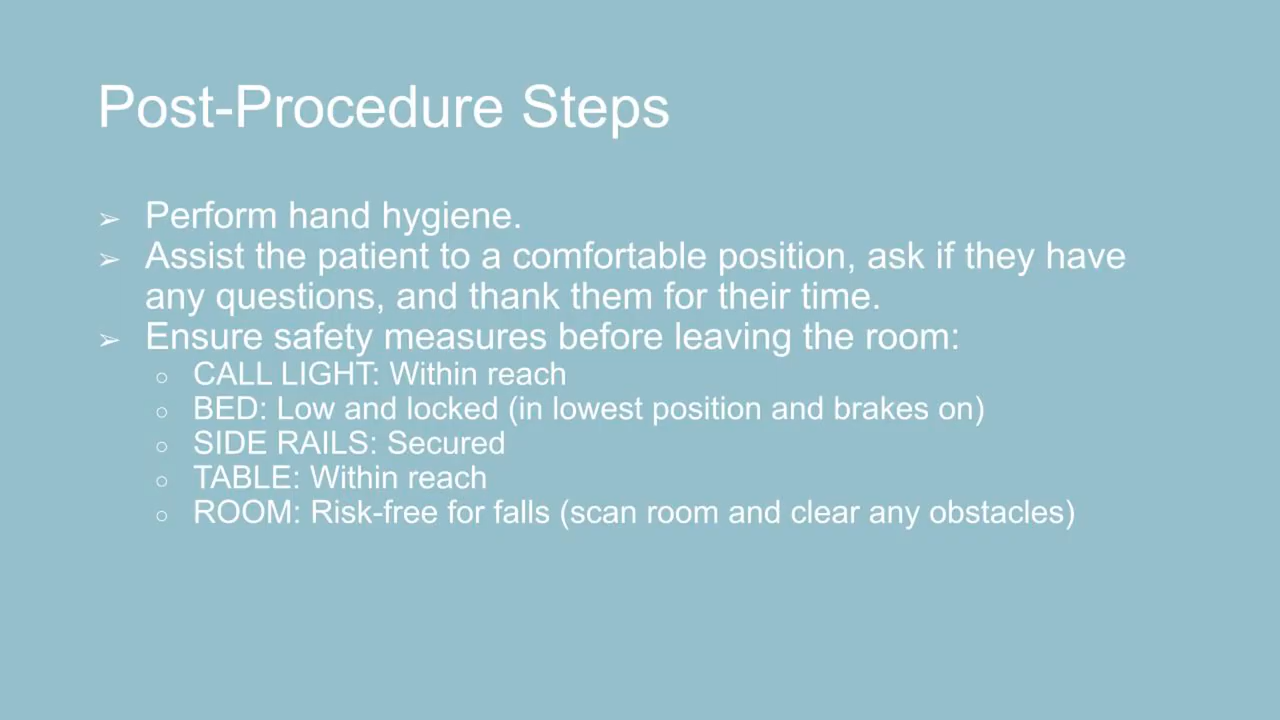 Post-Procedure Steps
➢ Perform hand hygiene.
➢ Assist the patient to a comfortable position, ask if they have
any questions, and thank them for their time.
➢ Ensure safety measures before leaving the room:
○ CALL LIGHT: Within reach
○ BED: Low and locked (in lowest position and brakes on)
○ SIDE RAILS: Secured
○ TABLE: Within reach
○ ROOM: Risk-free for falls (scan room and clear any obstacles)